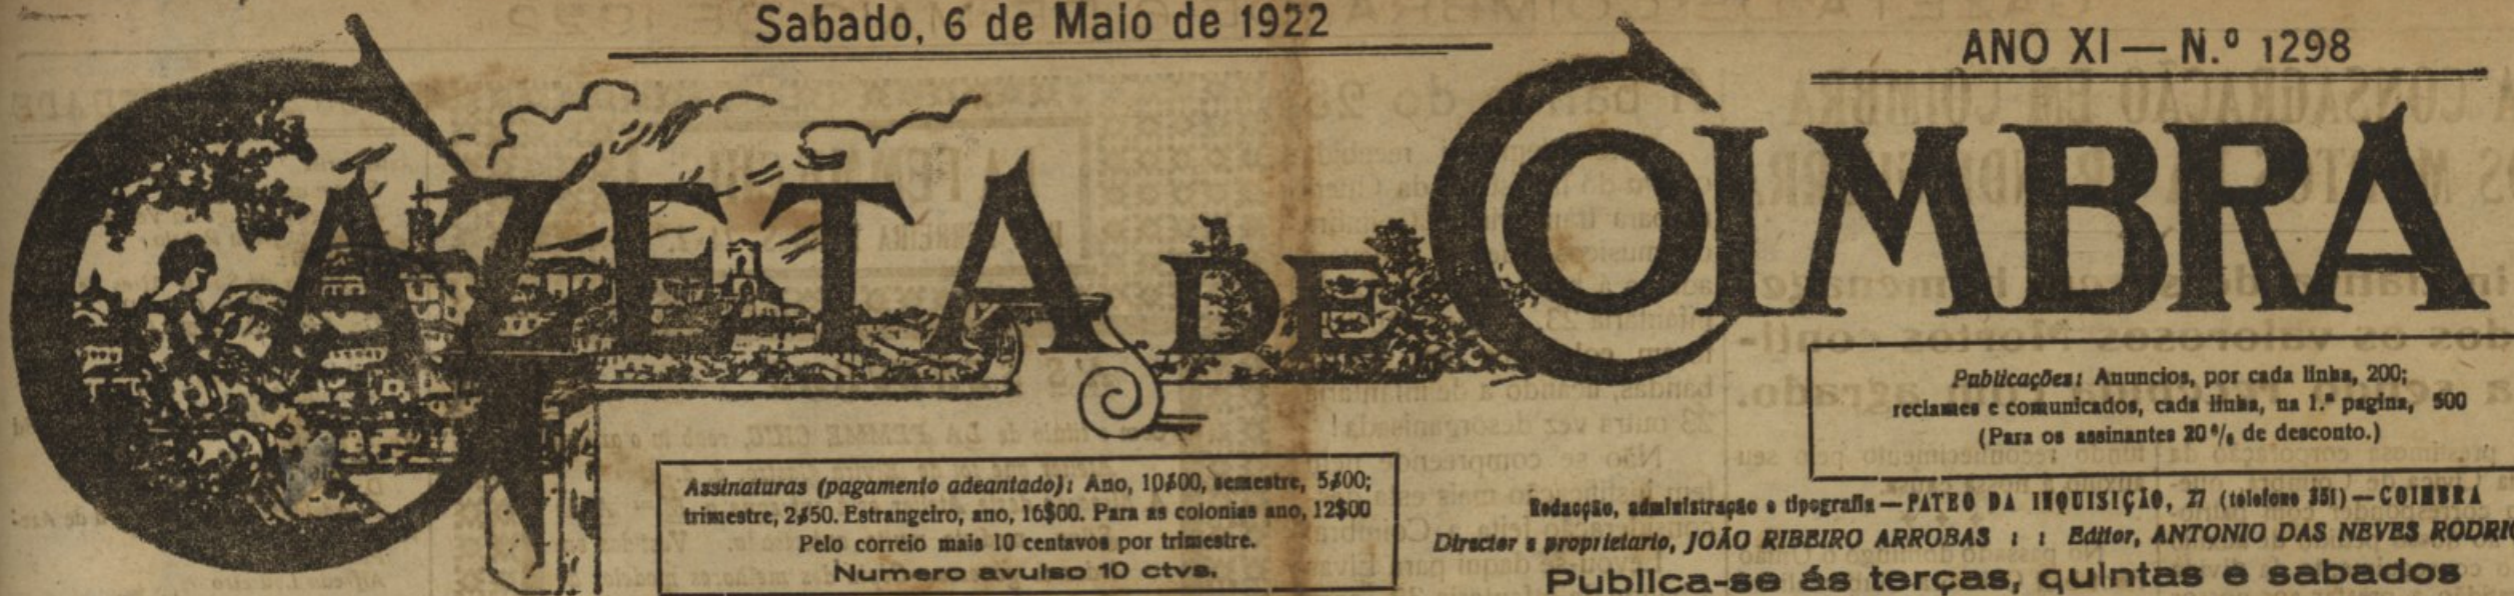 Sabado, 6 de Maio de 1922
ANO XI — N.º 1298
GAZETA DE COIMBRA
Publicações: Anuncios, por cada linha, 200;
reclames e comunicados, cada linha, na 1.ª pagina, 500
(Para os assinantes 20 % de desconto.)
Assinaturas (pagamento adeantado): Ano, 10$00, semestre, 5$00;
trimestre, 2$50. Estrangeiro, ano, 16$00. Para as colonias ano, 12$00
Pelo correio mais 10 centavos por trimestre.
Numero avulso 10 ctvs.
Redacção, administração e tipografia — PATEO DA INQUISIÇÃO, 27 (telefone 351) — COIMBRA
Director e proprietario, JOÃO RIBEIRO ARROBAS : : Editor, ANTONIO DAS NEVES RODRIG
Publica-se ás terças, quintas e sabados